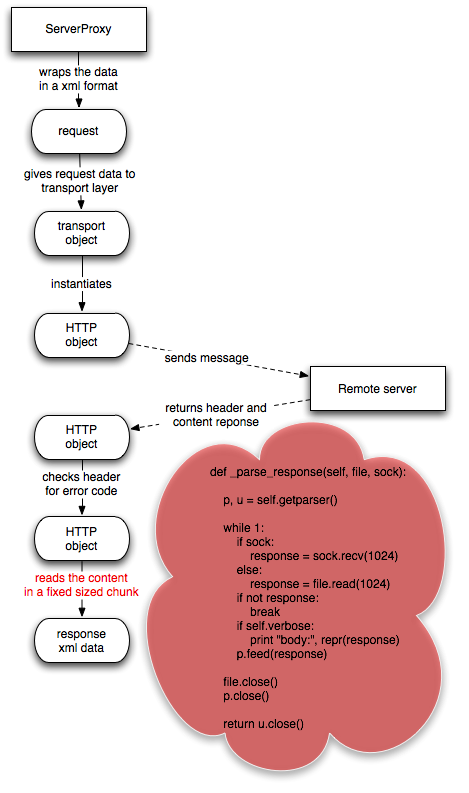 ServerProxy
wraps the data
in a xml format
request
gives request data to
transport layer
transport
object
instantiates
HTTP
object
sends message
Remote server
returns header and
content reponse
HTTP
object
checks header
for error code
HTTP
object
reads the content
in a fixed sized chunk
response
xml data
def _parse_response(self, file, sock):
p, u = self.getparser()
while 1:
if sock:
response = sock.recv(1024)
else:
response = file.read(1024)
if not response:
break
if self.verbose:
print "body:", repr(response)
p.feed(response)
file.close()
p.close()
return u.close()